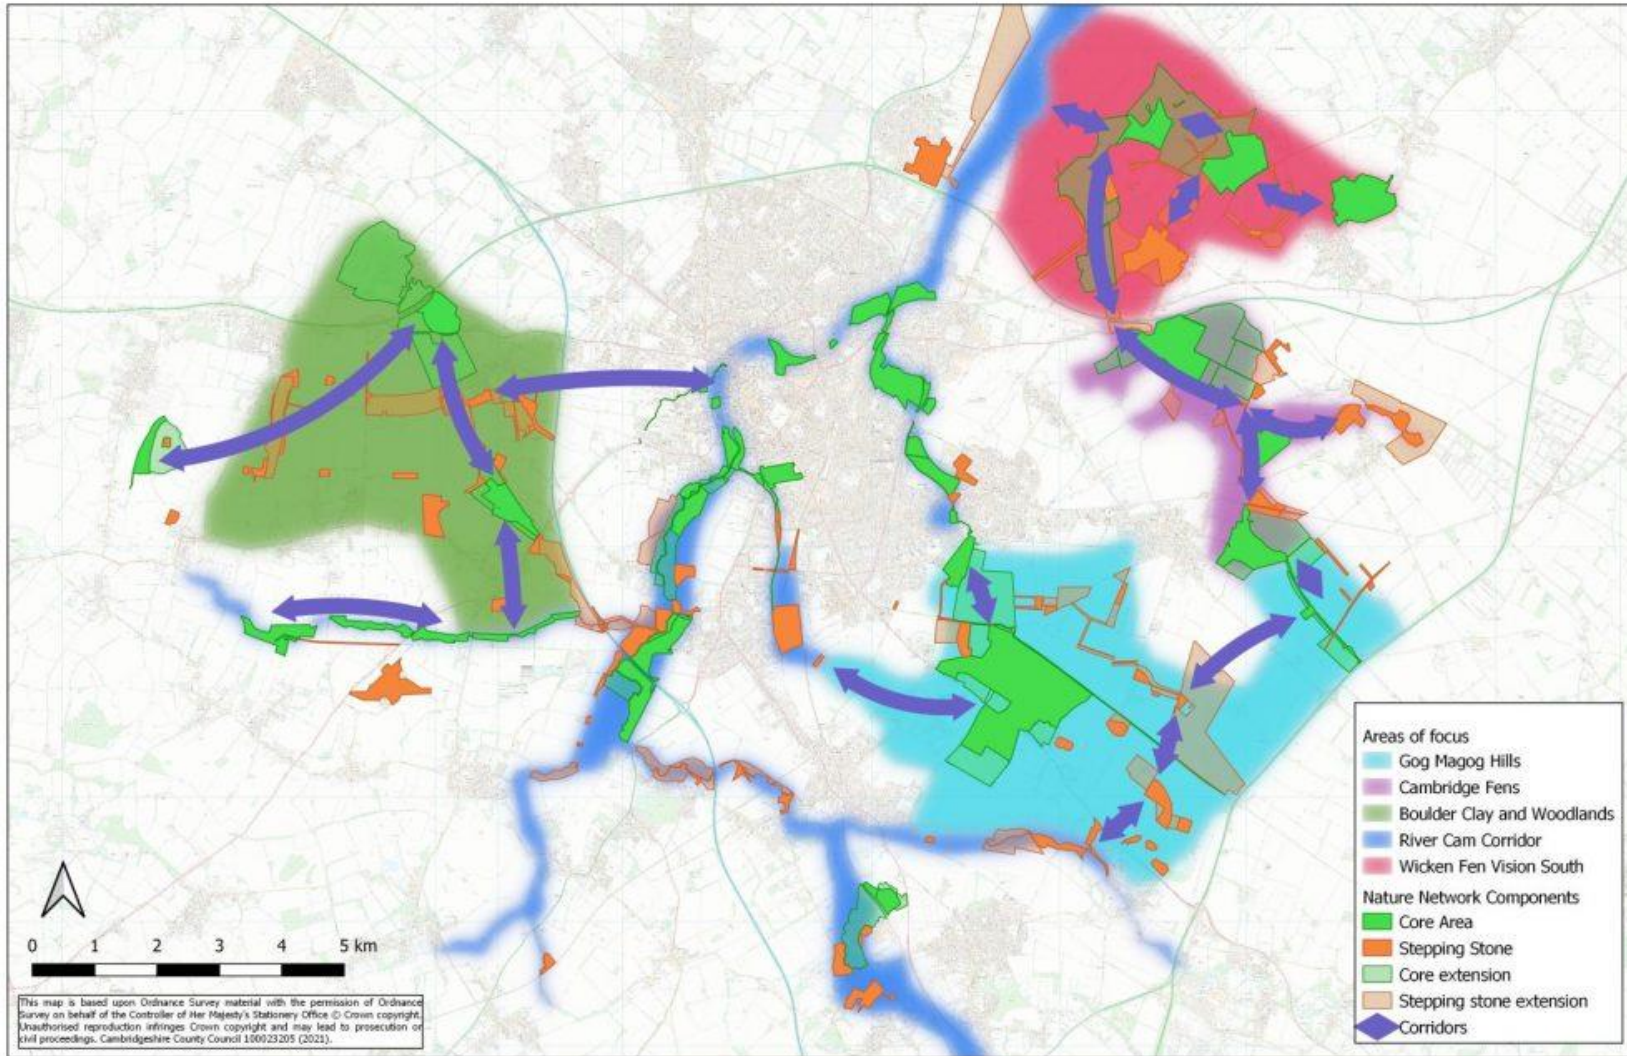 Areas of focus
Gog Magog Hills
Cambridge Fens
Boulder Clay and Woodlands
River Cam Corridor
Wicken Fen Vision South
Nature Network Components
Core Area
Stepping Stone
Core extension
Stepping stone extension
Corridors
0 1 2 3 4 5 km
This map is based upon Ordnance Survey material with the permission of Ordnance
Survey on behalf of the Controller of Her Majesty's Stationery Office © Crown copyright.
Unauthorised reproduction infringes Crown copyright and may lead to prosecution or
civil proceedings. Cambridgeshire County Council 100023205 (2021).